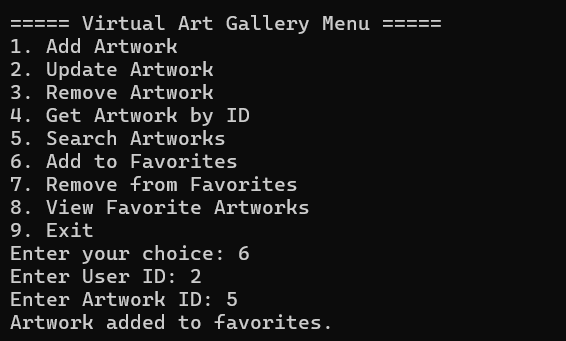 ===== Virtual Art Gallery Menu =====
1. Add Artwork
2. Update Artwork
3. Remove Artwork
4. Get Artwork by ID
5. Search Artworks
6. Add to Favorites
7. Remove from Favorites
8. View Favorite Artworks
9. Exit
Enter your choice: 6
Enter User ID: 2
Enter Artwork ID: 5
Artwork added to favorites.